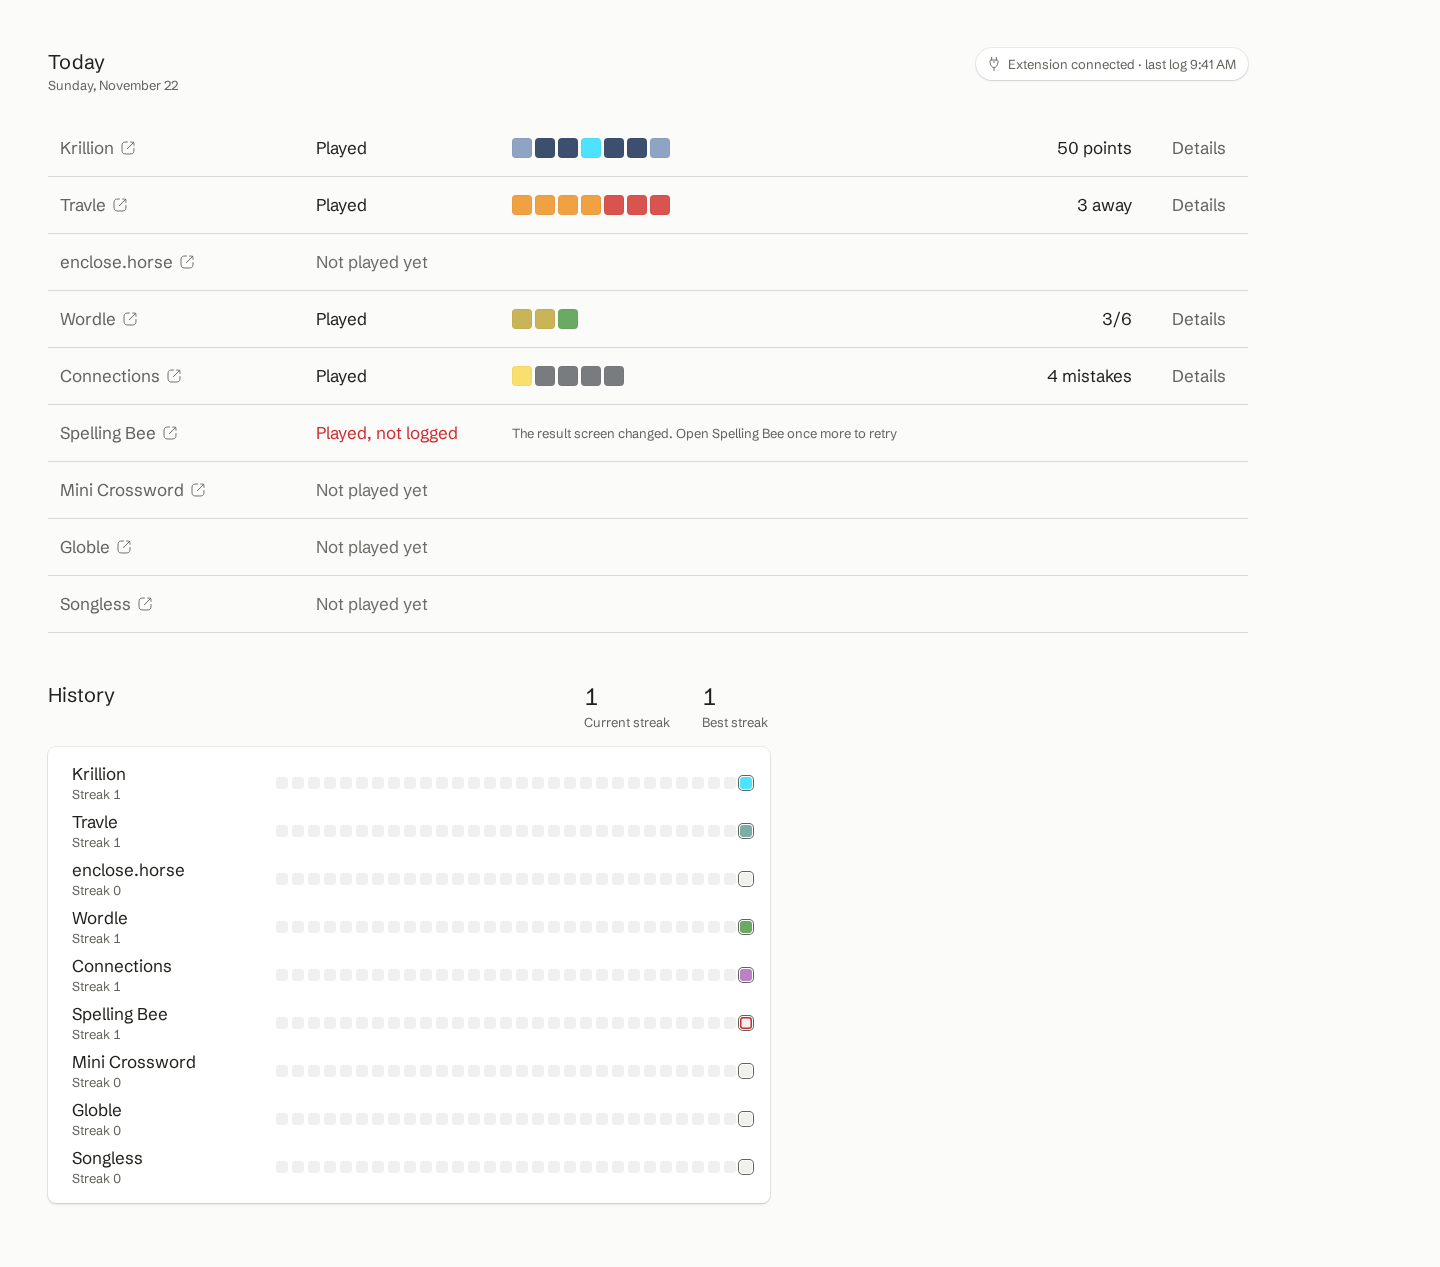 Today
Sunday, November 22
Extension connected · last log 9:41 AM
Krillion Played 50 points Details
Travle Played 3 away Details
enclose.horse Not played yet
Wordle Played 3/6 Details
Connections Played 4 mistakes Details
Spelling Bee Played, not logged The result screen changed. Open Spelling Bee once more to retry
Mini Crossword Not played yet
Globle Not played yet
Songless Not played yet
History
1
Current streak
1
Best streak
Krillion
Streak 1
Travle
Streak 1
enclose.horse
Streak 0
Wordle
Streak 1
Connections
Streak 1
Spelling Bee
Streak 1
Mini Crossword
Streak 0
Globle
Streak 0
Songless
Streak 0